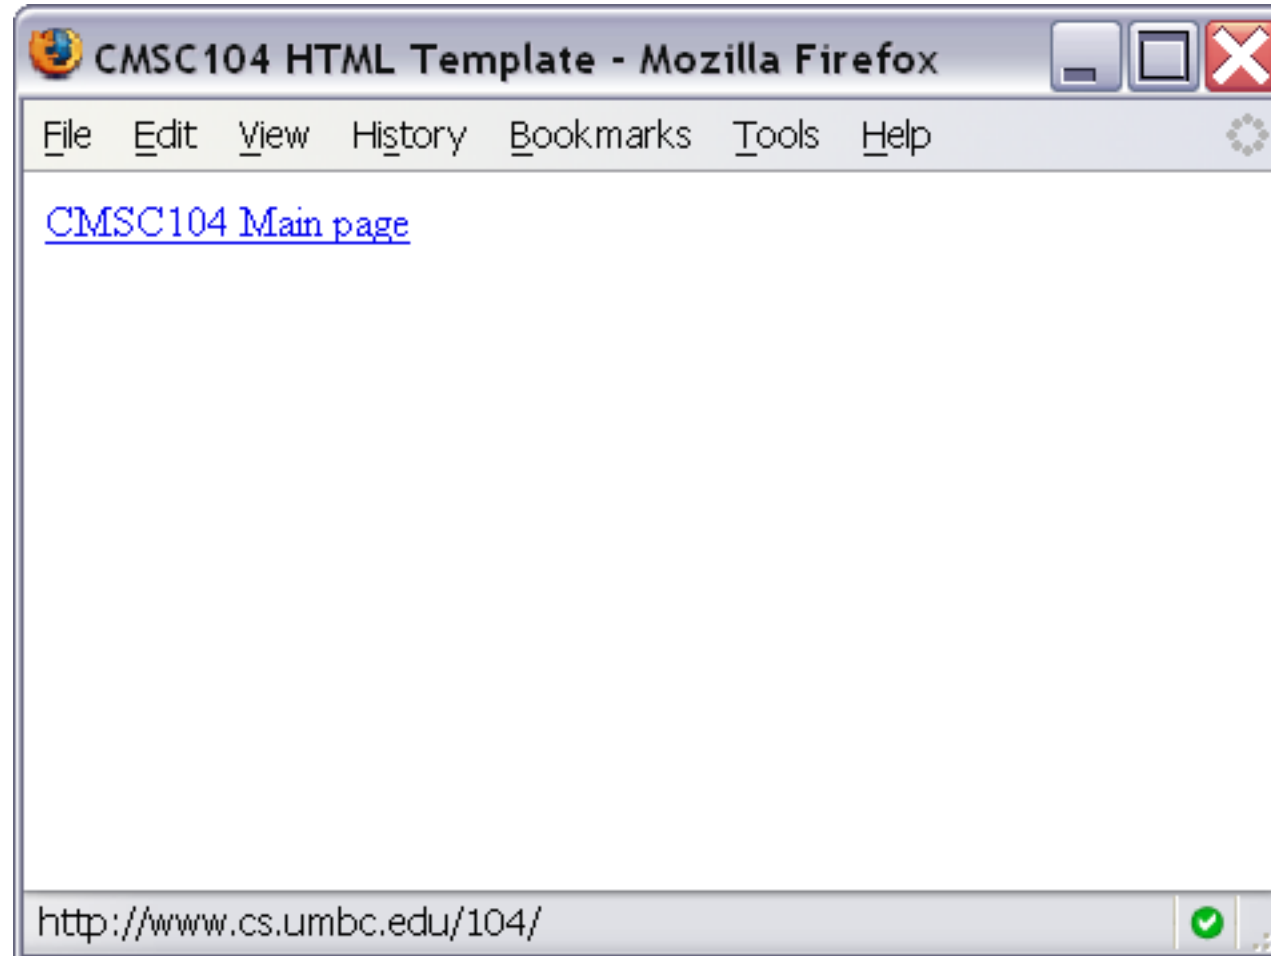 CMSC104 HTML Template - Mozilla Firefox
File Edit View History Bookmarks Tools Help
CMSC104 Main page
http://www.cs.umbc.edu/104/